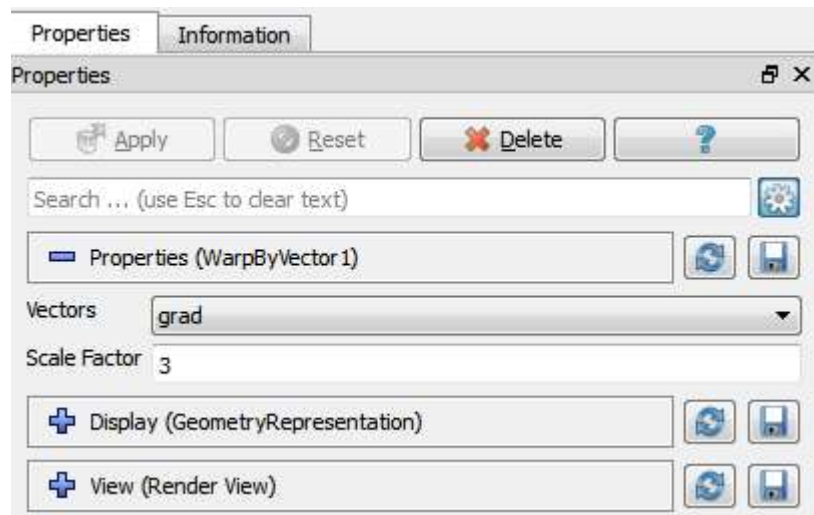 Properties Information
Properties
Apply Reset Delete ?
Search ... (use Esc to clear text)
Properties (WarpByVector1)
Vectors grad
Scale Factor 3
Display (GeometryRepresentation)
View (Render View)